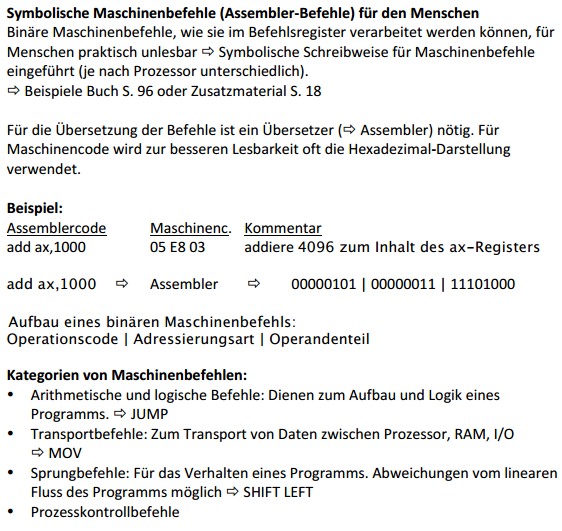 Symbolische Maschinenbefehle (Assembler-Befehle) für den Menschen
Binäre Maschinenbefehle, wie sie im Befehlsregister verarbeitet werden können, für
Menschen praktisch unlesbar ⇨ Symbolische Schreibweise für Maschinenbefehle
eingeführt (je nach Prozessor unterschiedlich).
⇨ Beispiele Buch S. 96 oder Zusatzmaterial S. 18
Für die Übersetzung der Befehle ist ein Übersetzer (⇨ Assembler) nötig. Für
Maschinencode wird zur besseren Lesbarkeit oft die Hexadezimal-Darstellung
verwendet.
Beispiel:
Assemblercode Maschinenc. Kommentar
add ax,1000 05 E8 03 addiere 4096 zum Inhalt des ax-Registers
add ax,1000 ⇨ Assembler ⇨ 00000101 | 00000011 | 11101000
Aufbau eines binären Maschinenbefehls:
Operationscode | Adressierungsart | Operandenteil
Kategorien von Maschinenbefehlen:
• Arithmetische und logische Befehle: Dienen zum Aufbau und Logik eines
Programms. ⇨ JUMP
• Transportbefehle: Zum Transport von Daten zwischen Prozessor, RAM, I/O
⇨ MOV
• Sprungbefehle: Für das Verhalten eines Programms. Abweichungen vom linearen
Fluss des Programms möglich ⇨ SHIFT LEFT
• Prozesskontrollbefehle